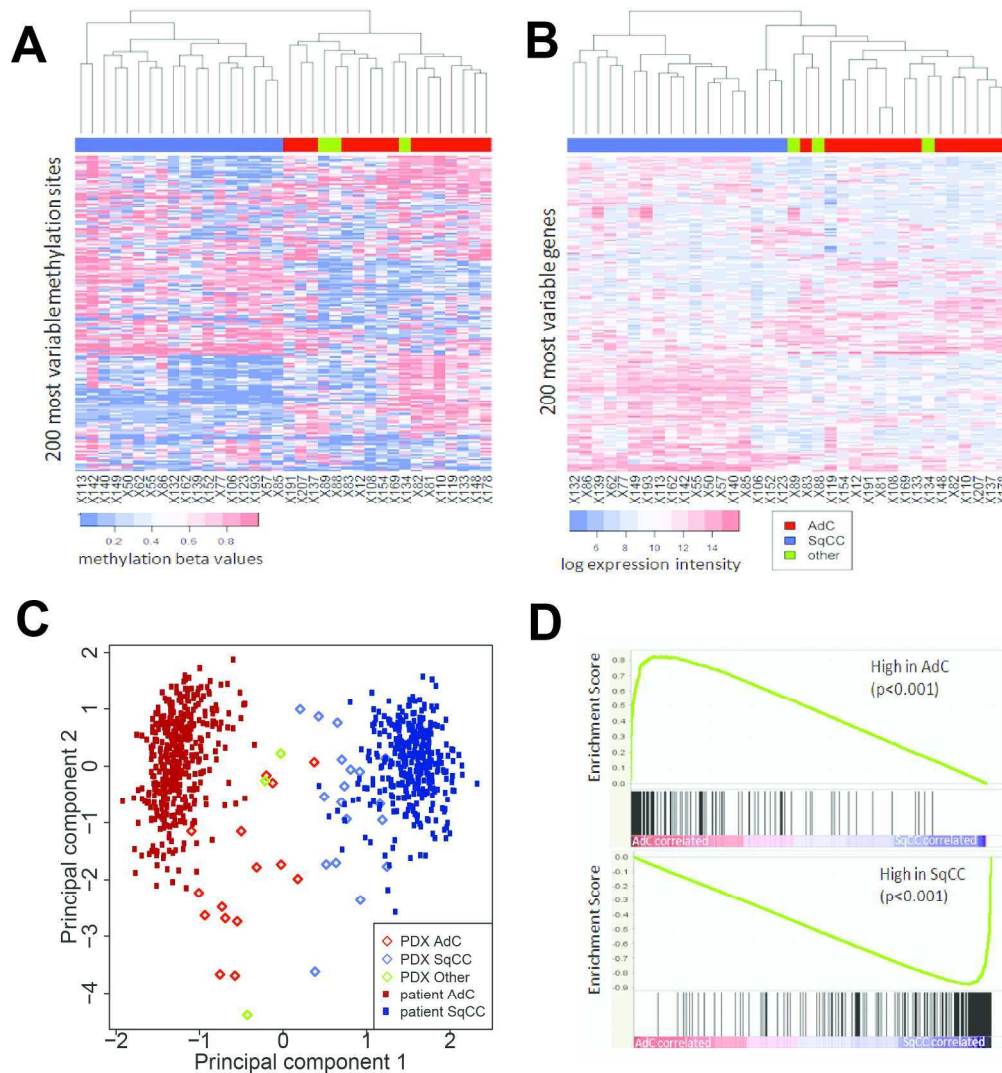 A
200 most variable methylation sites
X113
X142
X140
X149
X50
X62
X55
X86
X132
X162
X139
X152
X77
X106
X123
X193
X57
X85
X191
X207
X137
X89
X88
X83
X12
X108
X154
X169
X134
X82
X81
X110
X119
X133
X148
X178
0.2 0.4 0.6 0.8
methylation beta values
B
200 most variable genes
X132
X86
X139
X62
X77
X149
X193
X113
X162
X142
X55
X50
X57
X140
X85
X106
X152
X123
X89
X83
X88
X119
X154
X12
X191
X81
X108
X169
X133
X134
X148
X82
X110
X207
X137
X178
6 8 10 12 14
log expression intensity
AdC
SqCC
other
C
Principal component 2
2
1
0
−1
−2
−3
−4
−2 −1 0 1 2
Principal component 1
PDX AdC
PDX SqCC
PDX Other
patient AdC
patient SqCC
D
Enrichment Score
0.8
0.7
0.6
0.5
0.4
0.3
0.2
0.1
0.0
High in AdC
(p<0.001)
AdC correlated SqCC correlated
Enrichment Score
0.0
-0.1
-0.2
-0.3
-0.4
-0.5
-0.6
-0.7
-0.8
-0.9
High in SqCC
(p<0.001)
AdC correlated SqCC correlated